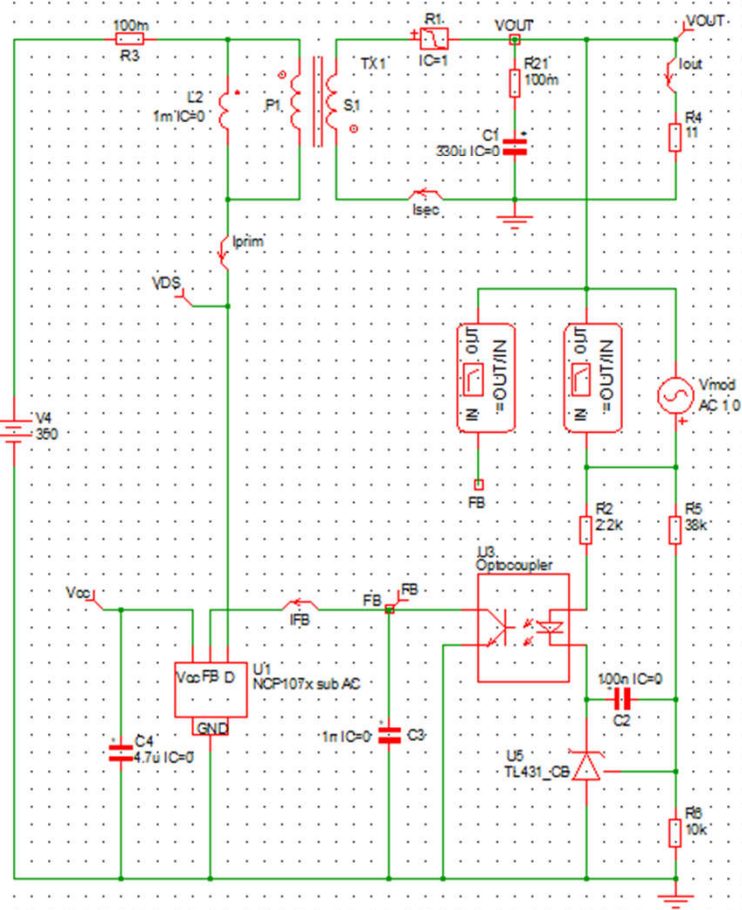 100m
R3
L2
1m IC=0
P1
TX1
S1
R1
IC=1
VOUT
R21
100m
C1
330u IC=0
VOUT
Iout
R4
11
Isec
Iprim
VDS
V4
350
OUT
=OUT/IN
IN
OUT
=OUT/IN
IN
Vmod
AC 1 0
FB
R2
2.2k
R5
38k
U3
Optocoupler
Vcc
IFB
FB
FB
Vcc FB D
U1
NCP107x sub AC
GND
C4
4.7u IC=0
1n IC=0
C3
100n IC=0
C2
U5
TL431_CB
R6
10k